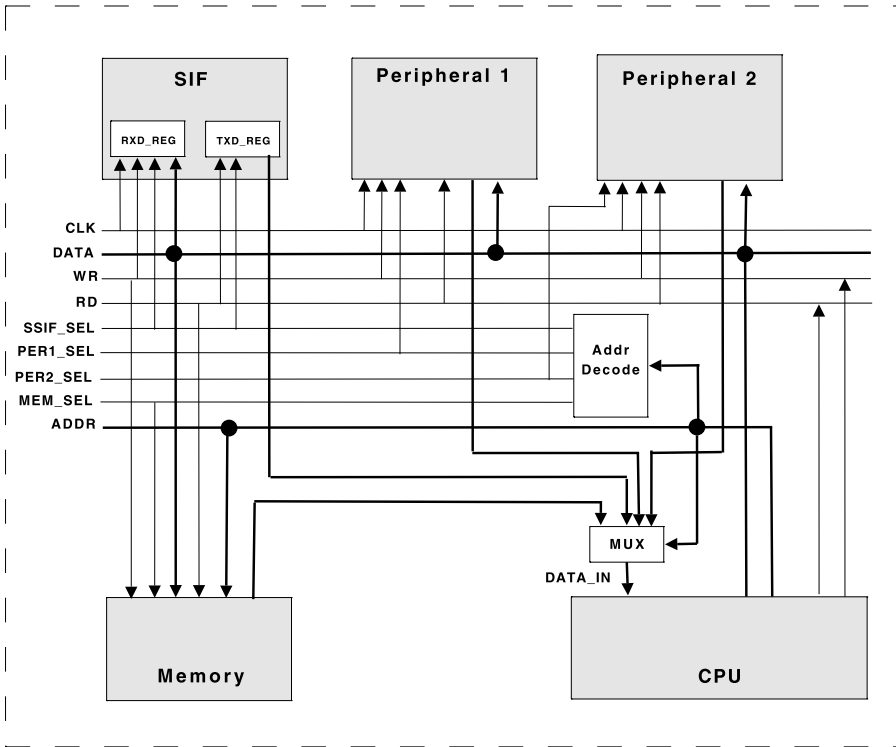 SIF
Peripheral 1
Peripheral 2
RXD_REG
TXD_REG
CLK
DATA
WR
RD
SSIF_SEL
PER1_SEL
PER2_SEL
MEM_SEL
ADDR
Addr
Decode
MUX
DATA_IN
Memory
CPU